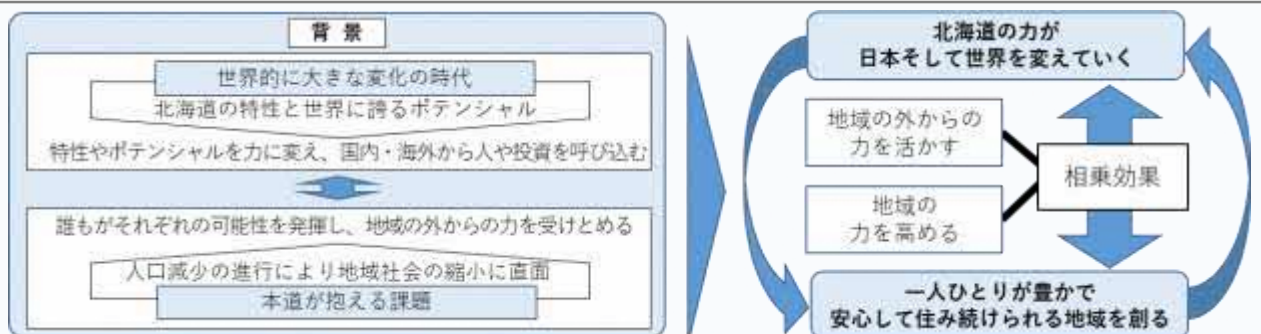 背 景
世界的に大きな変化の時代
北海道の特性と世界に誇るポテンシャル
特性やポテンシャルを力に変え、国内・海外から人や投資を呼び込む
誰もがそれぞれの可能性を発揮し、地域の外からの力を受けとめる
人口減少の進行により地域社会の縮小に直面
本道が抱える課題
北海道の力が
日本そして世界を変えていく
地域の外からの
力を活かす
地域の
力を高める
相乗効果
一人ひとりが豊かで
安心して住み続けられる地域を創る